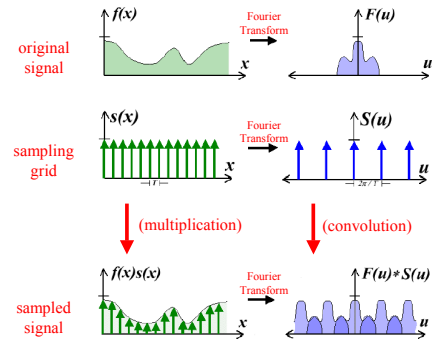 f(x)
F(u)
original
signal
Fourier
Transform
x
u
s(x)
S(u)
sampling
grid
Fourier
Transform
x
u
T
2π / T
(multiplication)
(convolution)
f(x)s(x)
F(u)*S(u)
sampled
signal
Fourier
Transform
x
u